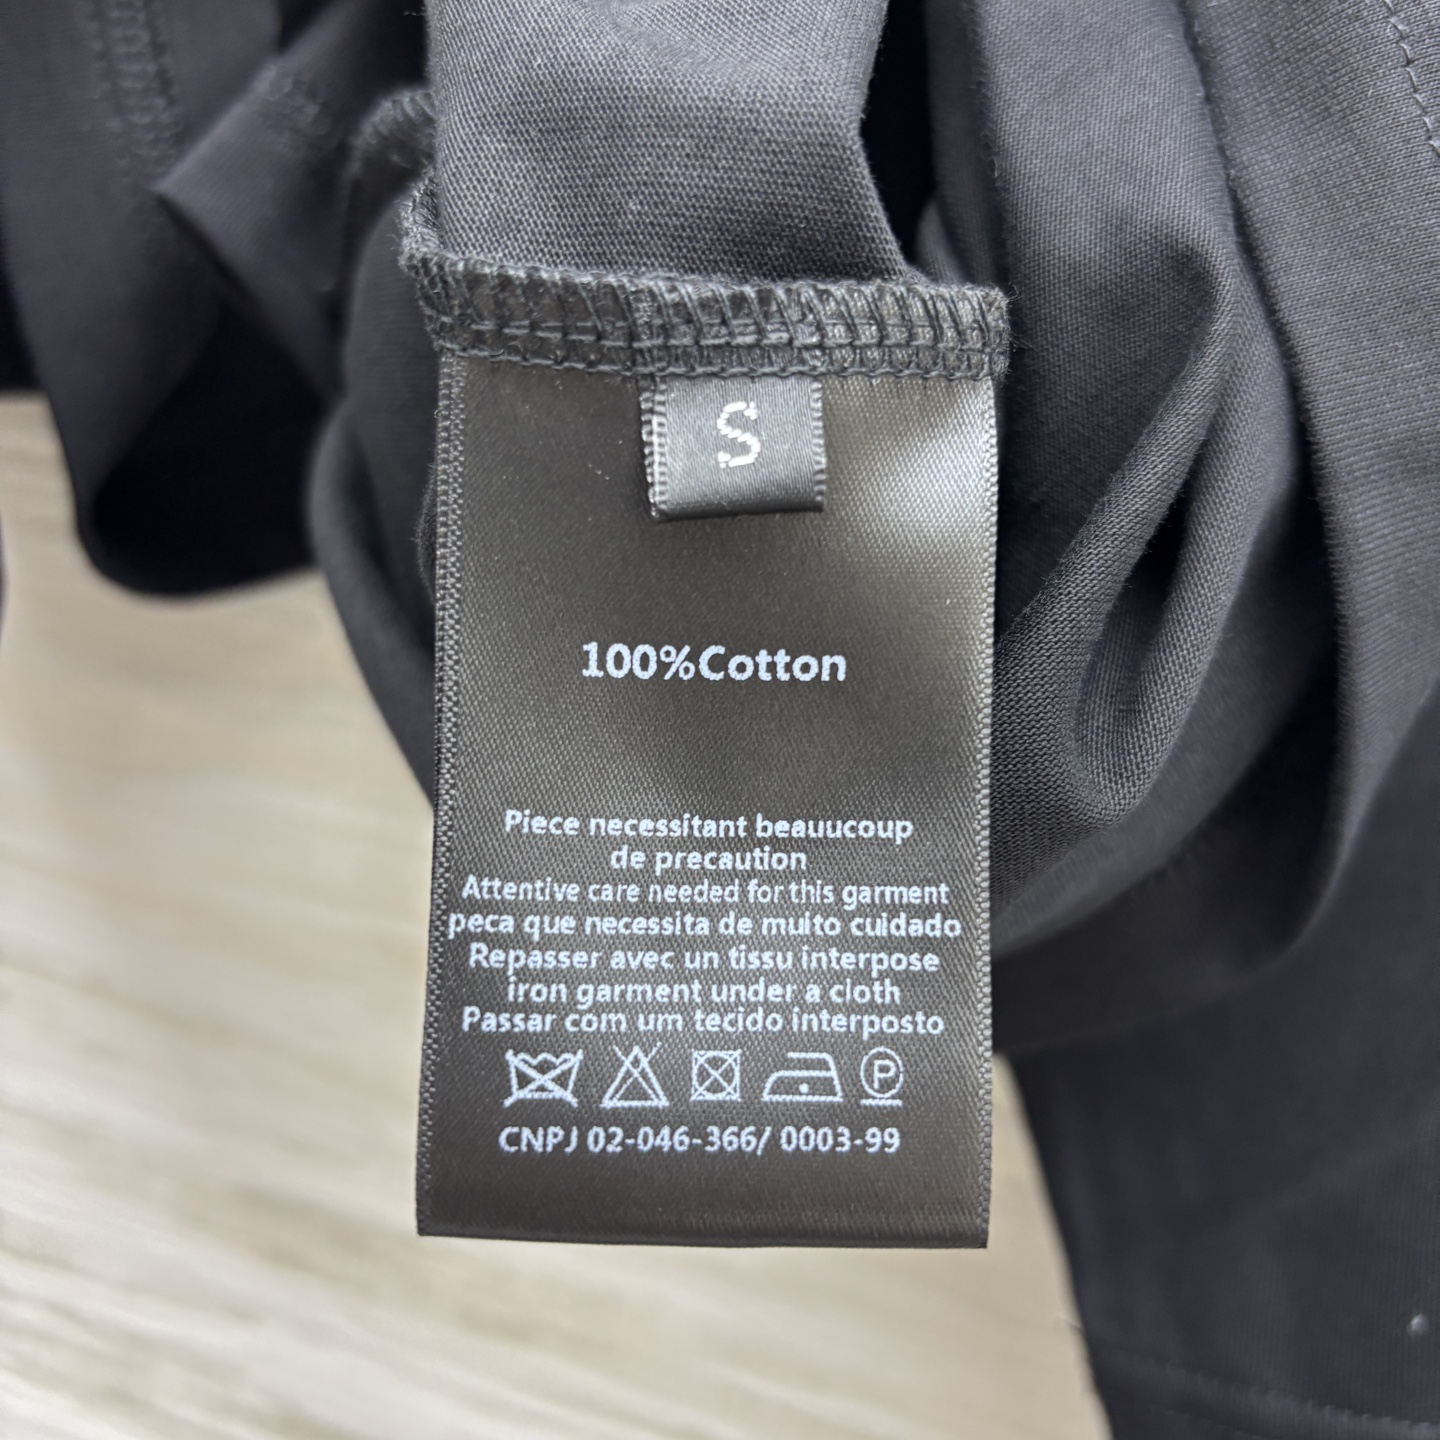 S
100%Cotton
Piece necessitant beauucoup
de precaution
Attentive care needed for this garment
peca que necessita de muito cuidado
Repasser avec un tissu interpose
iron garment under a cloth
Passar com um tecido interposto
P
CNPJ 02-046-366/ 0003-99